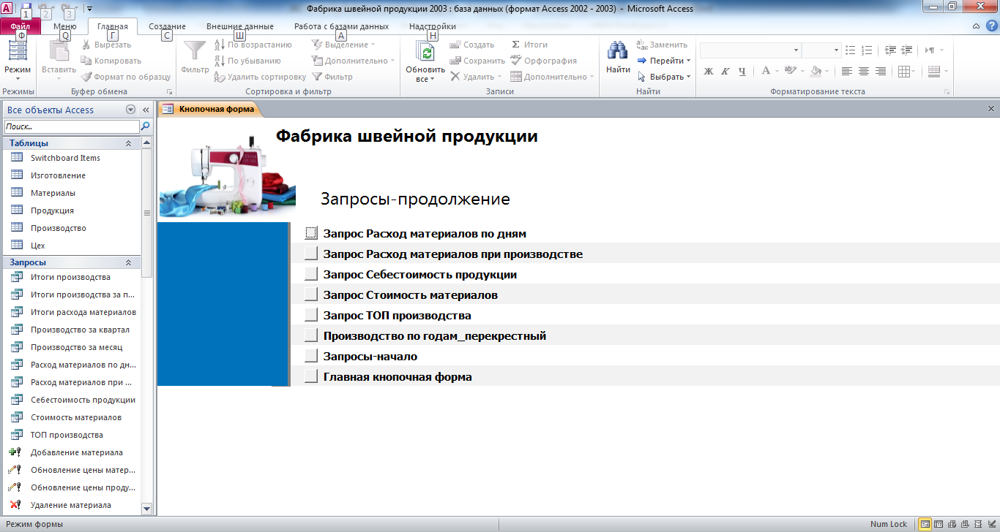 Фабрика швейной продукции 2003 : база данных (формат Access 2002 - 2003) - Microsoft Access
1 2 3
Файл Меню Главная Создание Внешние данные Работа с базами данных Надстройки
Ф Q Г С Ш А Н
Режим
Режимы
Вставить
Вырезать
Копировать
Формат по образцу
Буфер обмена
Фильтр
По возрастанию
По убыванию
Удалить сортировку
Выделение
Дополнительно
Фильтр
Сортировка и фильтр
Обновить
все
Создать
Сохранить
Удалить
Итоги
Орфография
Дополнительно
Записи
Найти
Заменить
Перейти
Выбрать
Найти
Ж К Ч А
Форматирование текста
Все объекты Access
Поиск...
Таблицы
Switchboard Items
Изготовление
Материалы
Продукция
Производство
Цех
Запросы
Итоги производства
Итоги производства за п...
Итоги расхода материалов
Производство за квартал
Производство за месяц
Расход материалов по дн...
Расход материалов при ...
Себестоимость продукции
Стоимость материалов
ТОП производства
Добавление материала
Обновление цены матер...
Обновление цены проду...
Удаление материала
Кнопочная форма
Фабрика швейной продукции
Запросы-продолжение
Запрос Расход материалов по дням
Запрос Расход материалов при производстве
Запрос Себестоимость продукции
Запрос Стоимость материалов
Запрос ТОП производства
Производство по годам_перекрестный
Запросы-начало
Главная кнопочная форма
Режим формы
Num Lock